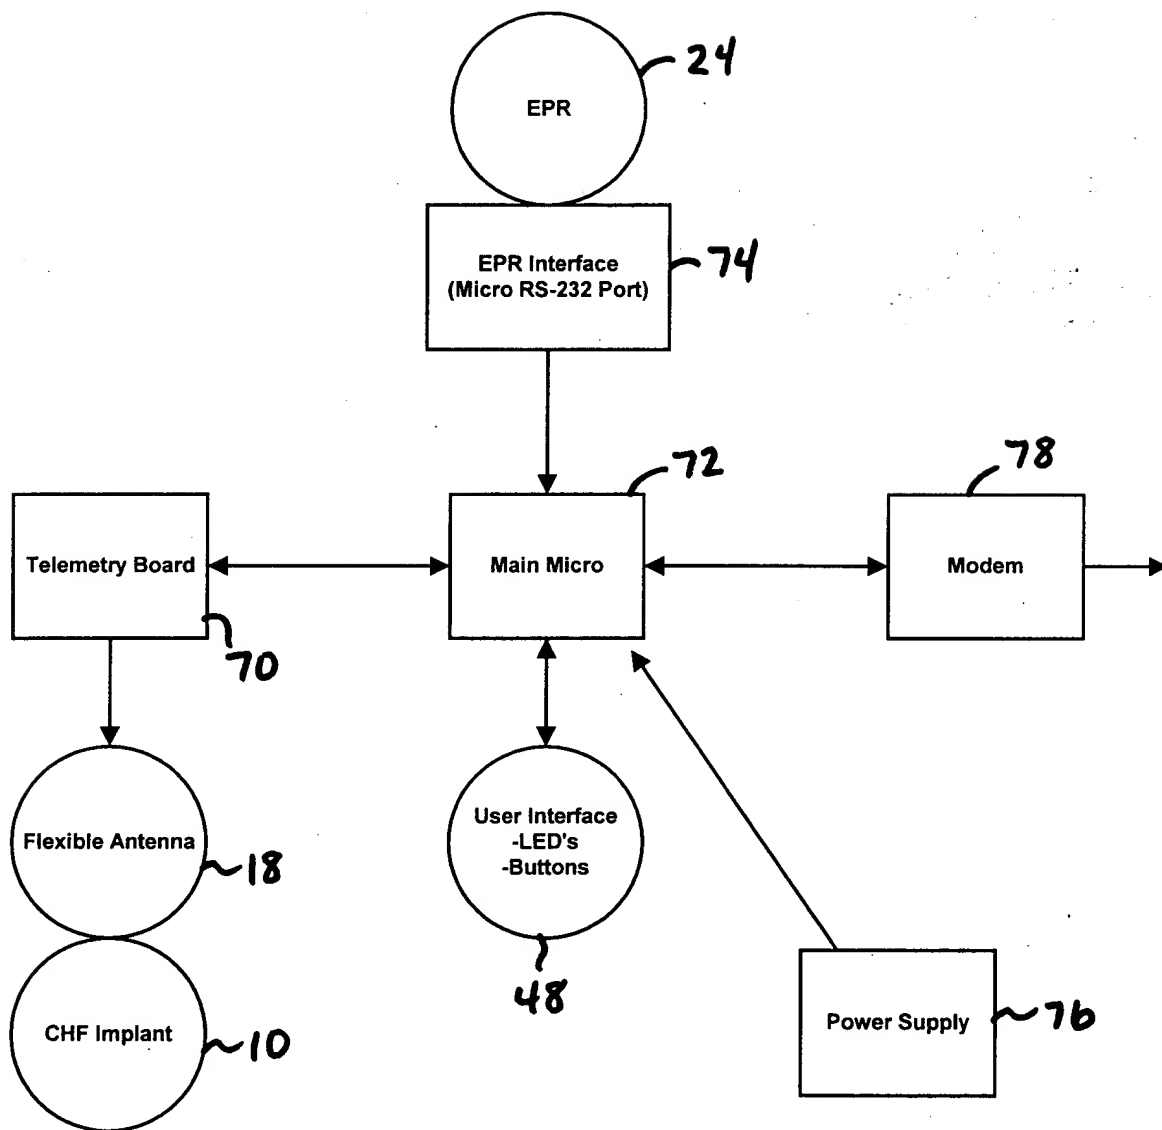 24
EPR
EPR Interface
(Micro RS-232 Port)
74
72
78
Telemetry Board
Main Micro
Modem
70
User Interface
-LED's
-Buttons
Flexible Antenna
18
48
CHF Implant
10
Power Supply
76